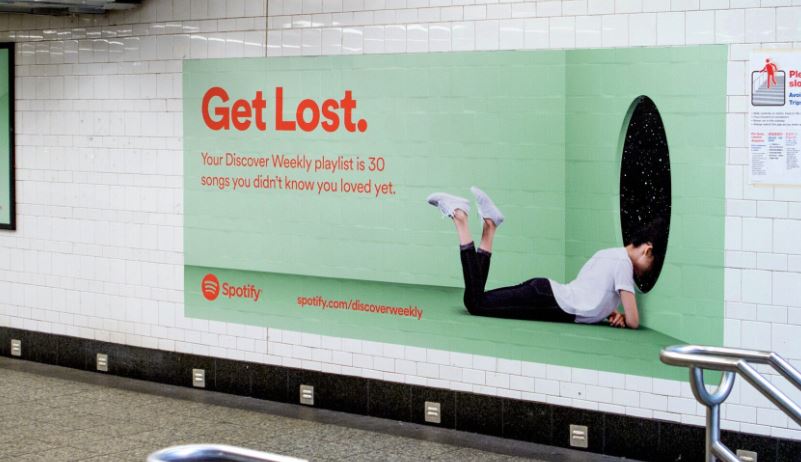 Get Lost.
Your Discover Weekly playlist is 30
songs you didn't know you loved yet.
Spotify
spotify.com/discoverweekly